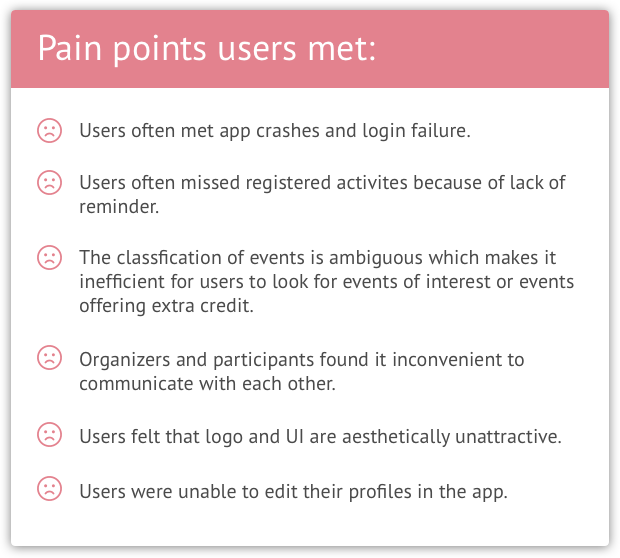 Pain points users met:
Users often met app crashes and login failure.
Users often missed registered activites because of lack of
reminder.
The classfication of events is ambiguous which makes it
inefficient for users to look for events of interest or events
offering extra credit.
Organizers and participants found it inconvenient to
communicate with each other.
Users felt that logo and UI are aesthetically unattractive.
Users were unable to edit their profiles in the app.